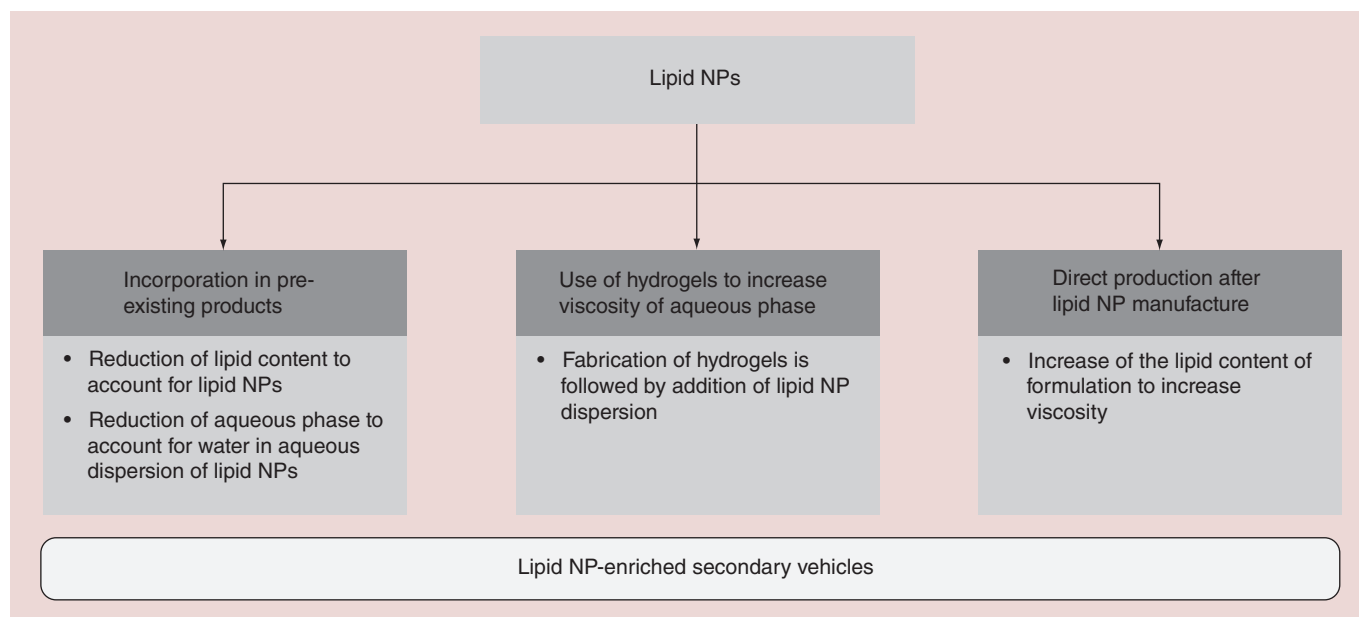 Lipid NPs
Incorporation in pre-
existing products
• Reduction of lipid content to
account for lipid NPs
• Reduction of aqueous phase to
account for water in aqueous
dispersion of lipid NPs
Use of hydrogels to increase
viscosity of aqueous phase
• Fabrication of hydrogels is
followed by addition of lipid NP
dispersion
Direct production after
lipid NP manufacture
• Increase of the lipid content of
formulation to increase
viscosity
Lipid NP-enriched secondary vehicles